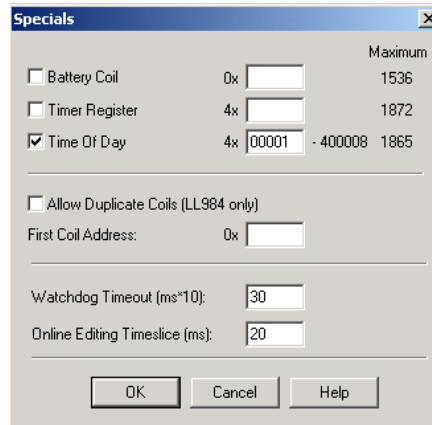 Specials
Maximum
Battery Coil 0x 1536
Timer Register 4x 1872
Time Of Day 4x 00001 - 400008 1865
Allow Duplicate Coils (LL984 only)
First Coil Address: 0x
Watchdog Timeout (ms*10): 30
Online Editing Timeslice (ms): 20
OK Cancel Help